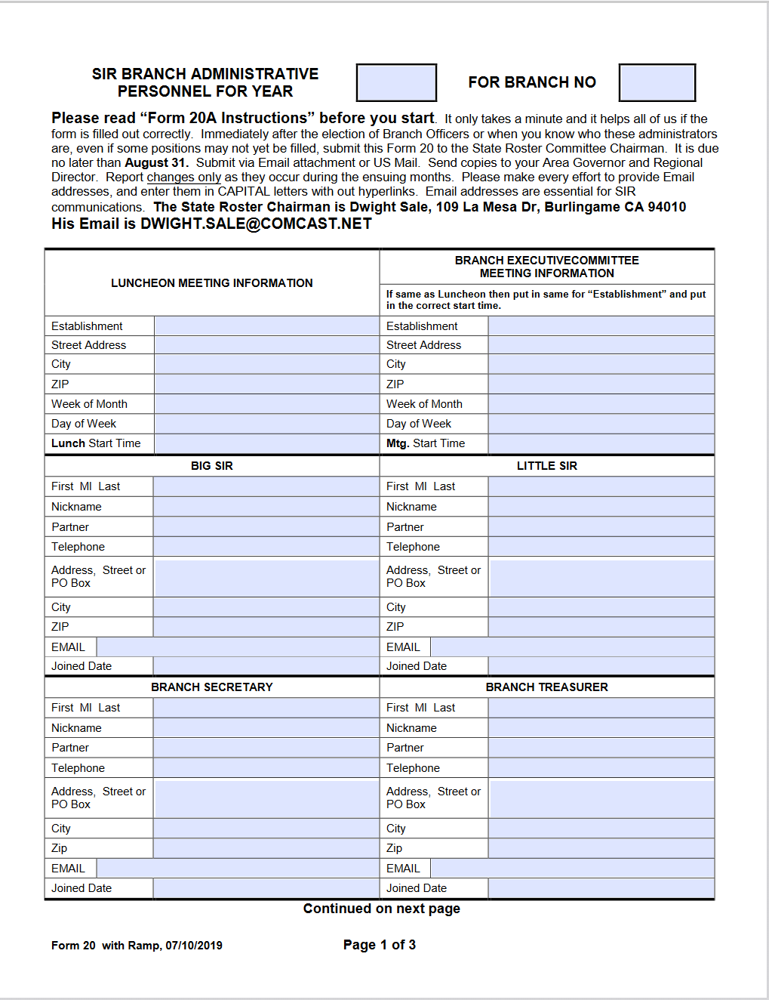 SIR BRANCH ADMINISTRATIVE
PERSONNEL FOR YEAR
FOR BRANCH NO
Please read “Form 20A Instructions” before you start. It only takes a minute and it helps all of us if the
form is filled out correctly. Immediately after the election of Branch Officers or when you know who these administrators
are, even if some positions may not yet be filled, submit this Form 20 to the State Roster Committee Chairman. It is due
no later than August 31. Submit via Email attachment or US Mail. Send copies to your Area Governor and Regional
Director. Report changes only as they occur during the ensuing months. Please make every effort to provide Email
addresses, and enter them in CAPITAL letters with out hyperlinks. Email addresses are essential for SIR
communications. The State Roster Chairman is Dwight Sale, 109 La Mesa Dr, Burlingame CA 94010
His Email is DWIGHT.SALE@COMCAST.NET
LUNCHEON MEETING INFORMATION
BRANCH EXECUTIVECOMMITTEE
MEETING INFORMATION
If same as Luncheon then put in same for “Establishment” and put
in the correct start time.
Establishment Establishment
Street Address Street Address
City City
ZIP ZIP
Week of Month Week of Month
Day of Week Day of Week
Lunch Start Time Mtg. Start Time
BIG SIR LITTLE SIR
First MI Last First MI Last
Nickname Nickname
Partner Partner
Telephone Telephone
Address, Street or Address, Street or
PO Box PO Box
City City
ZIP ZIP
EMAIL EMAIL
Joined Date Joined Date
BRANCH SECRETARY BRANCH TREASURER
First MI Last First MI Last
Nickname Nickname
Partner Partner
Telephone Telephone
Address, Street or Address, Street or
PO Box PO Box
City City
Zip Zip
EMAIL EMAIL
Joined Date Joined Date
Continued on next page
Form 20 with Ramp, 07/10/2019 Page 1 of 3